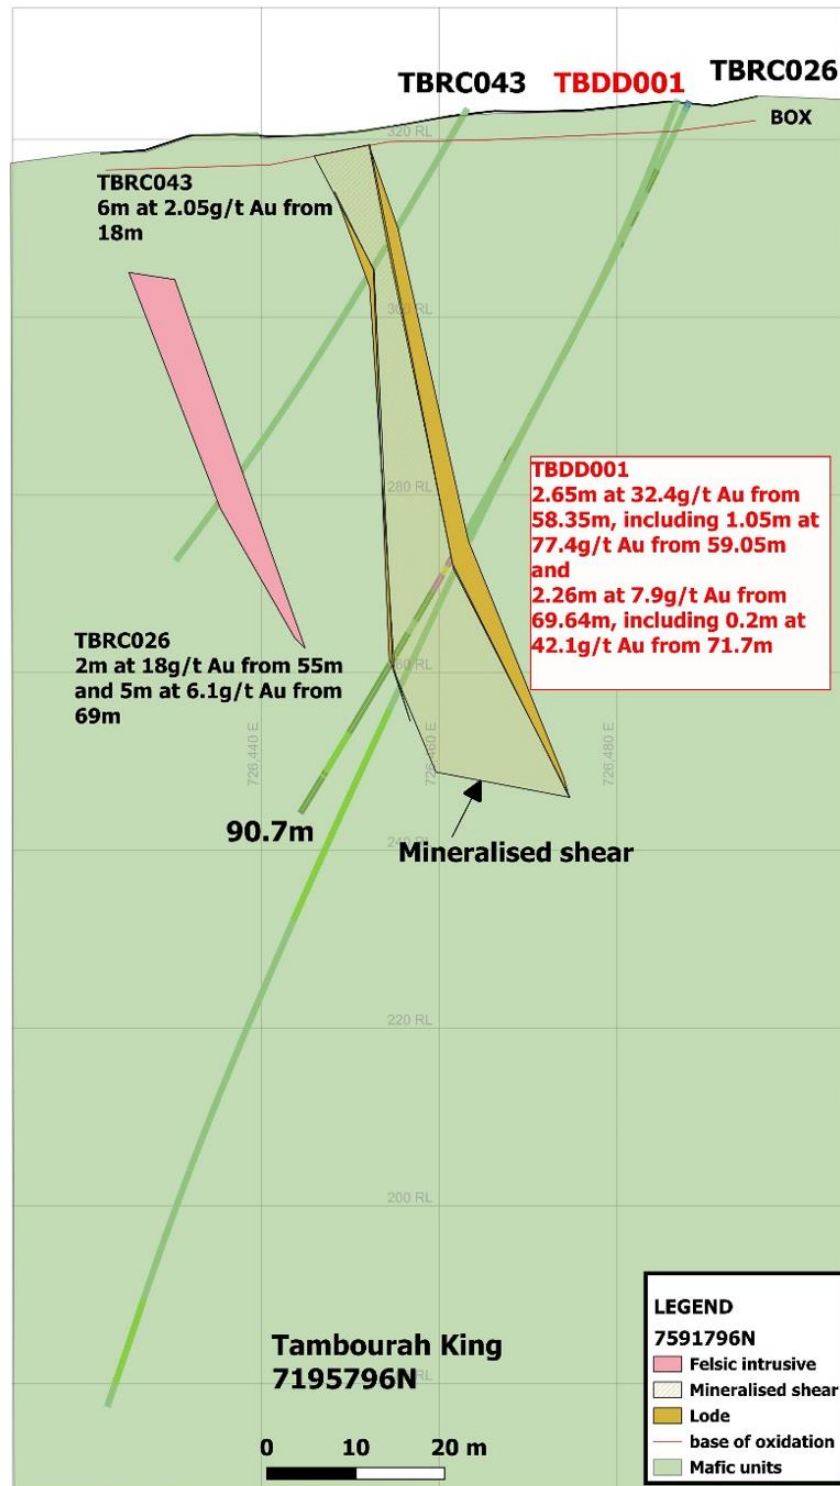 TBRC043
TBDD001
TBRC026
BOX
320 RL
TBRC043
6m at 2.05g/t Au from
18m
300 RL
280 RL
TBDD001
2.65m at 32.4g/t Au from
58.35m, including 1.05m at
77.4g/t Au from 59.05m
and
2.26m at 7.9g/t Au from
69.64m, including 0.2m at
42.1g/t Au from 71.7m
TBRC026
2m at 18g/t Au from 55m
and 5m at 6.1g/t Au from
69m
726,440 E
726,480 E
90.7m
Mineralised shear
220 RL
200 RL
Tambourah King
7195796N
0 10 20 m
LEGEND
7591796N
Felsic intrusive
Mineralised shear
Lode
base of oxidation
Mafic units